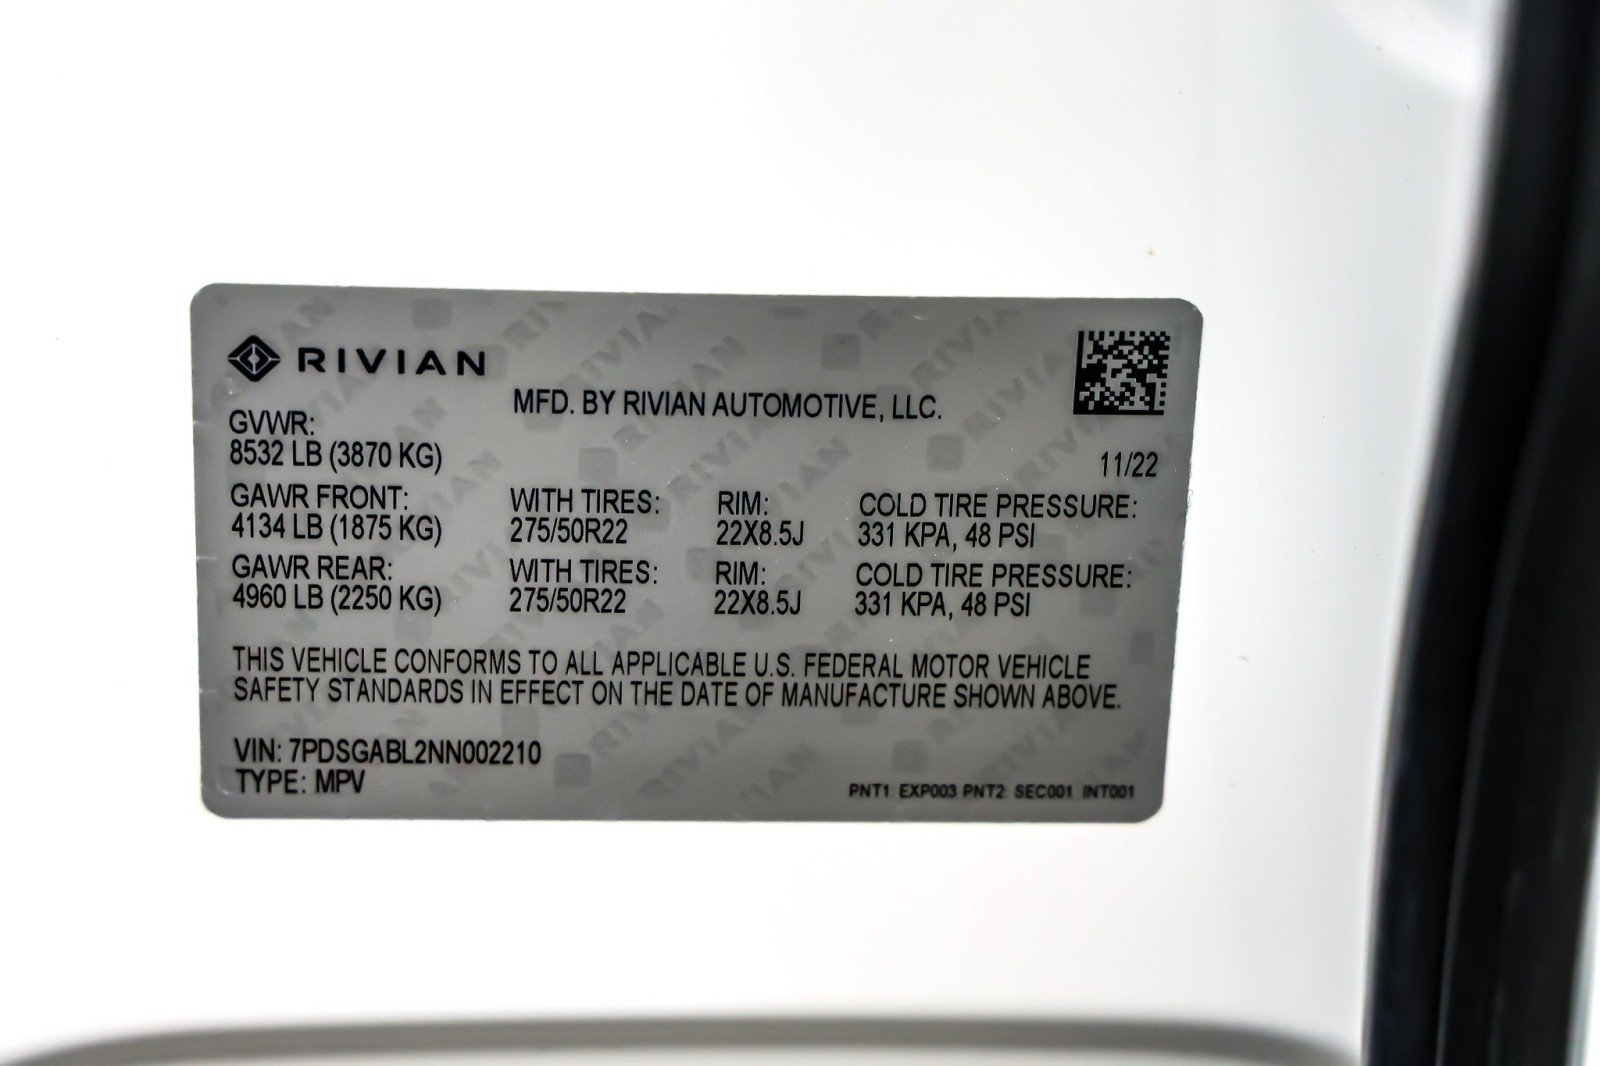 RIVIAN
MFD. BY RIVIAN AUTOMOTIVE, LLC.
GVWR:
8532 LB (3870 KG)
11/22
GAWR FRONT: WITH TIRES: RIM: COLD TIRE PRESSURE:
4134 LB (1875 KG) 275/50R22 22X8.5J 331 KPA, 48 PSI
GAWR REAR: WITH TIRES: RIM: COLD TIRE PRESSURE:
4960 LB (2250 KG) 275/50R22 22X8.5J 331 KPA, 48 PSI
THIS VEHICLE CONFORMS TO ALL APPLICABLE U.S. FEDERAL MOTOR VEHICLE
SAFETY STANDARDS IN EFFECT ON THE DATE OF MANUFACTURE SHOWN ABOVE.
VIN: 7PDSGABL2NN002210
TYPE: MPV
PNT1: EXP003 PNT2: SEC001 INT001